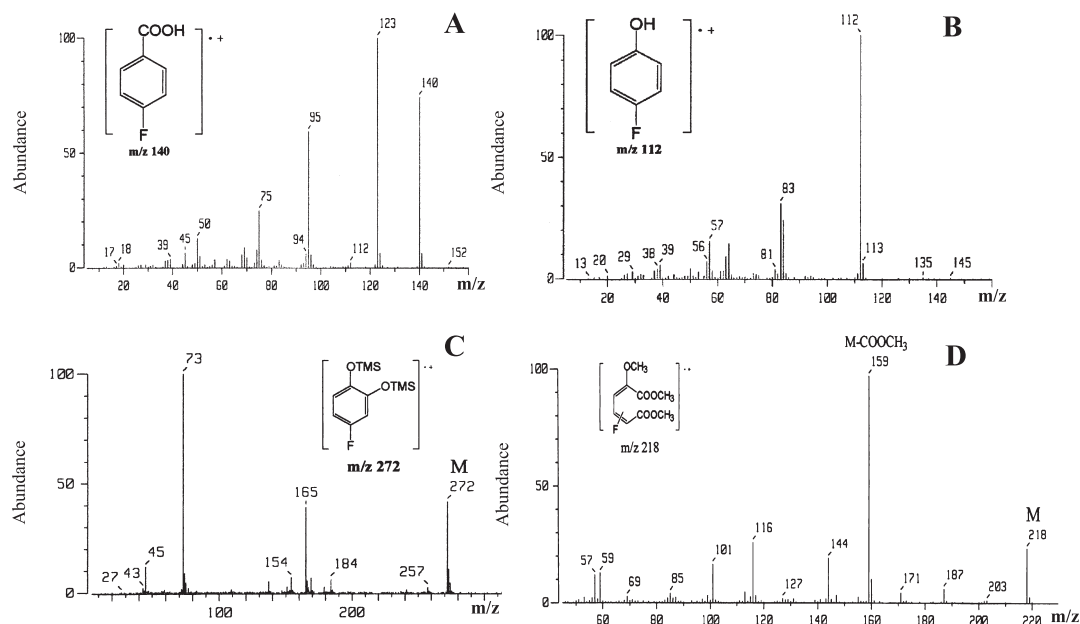 A
Abundance
100
50
0
COOH
• +
F
m/z 140
17
18
39
45
50
75
94
95
112
123
140
152
20
40
60
80
100
120
140
m/z
B
Abundance
100
50
0
OH
• +
F
m/z 112
13
20
29
38
39
56
57
81
83
112
113
135
145
20
40
60
80
100
120
140
m/z
C
Abundance
100
50
0
OTMS
OTMS
F
m/z 272
M
27
43
45
73
154
165
184
257
272
100
200
m/z
D
Abundance
100
50
0
OCH3
COOCH3
COOCH3
F
m/z 218
M-COOCH3
M
57
59
69
85
101
116
127
144
159
171
187
203
218
60
80
100
120
140
160
180
200
220
m/z